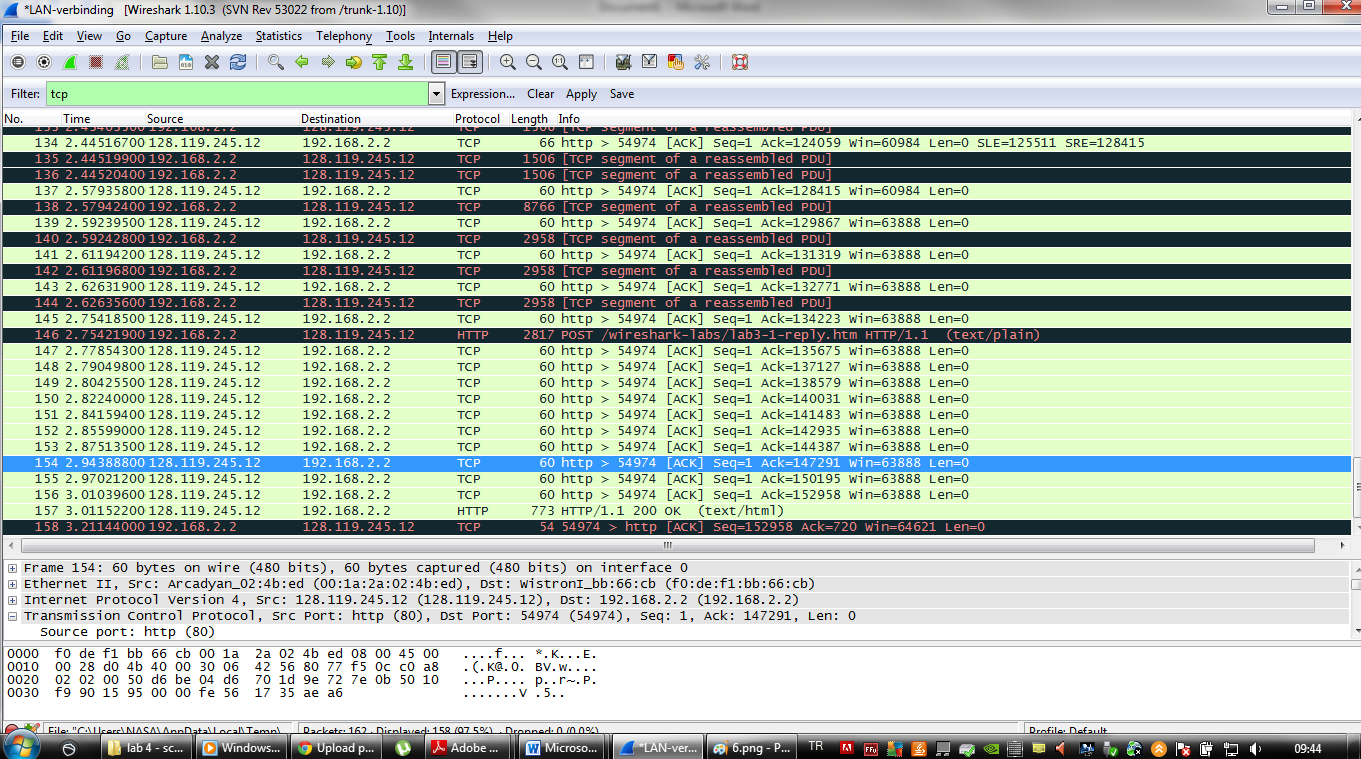 *LAN-verbinding [Wireshark 1.10.3 (SVN Rev 53022 from /trunk-1.10)]
File Edit View Go Capture Analyze Statistics Telephony Tools Internals Help
Filter: tcp Expression... Clear Apply Save
No. Time Source Destination Protocol Length Info
134 2.44516700 128.119.245.12 192.168.2.2 TCP 66 http > 54974 [ACK] Seq=1 Ack=124059 Win=60984 Len=0 SLE=125511 SRE=128415
135 2.44519900 192.168.2.2 128.119.245.12 TCP 1506 [TCP segment of a reassembled PDU]
136 2.44520400 192.168.2.2 128.119.245.12 TCP 1506 [TCP segment of a reassembled PDU]
137 2.57935800 128.119.245.12 192.168.2.2 TCP 60 http > 54974 [ACK] Seq=1 Ack=128415 Win=60984 Len=0
138 2.57942400 192.168.2.2 128.119.245.12 TCP 8766 [TCP segment of a reassembled PDU]
139 2.59239500 128.119.245.12 192.168.2.2 TCP 60 http > 54974 [ACK] Seq=1 Ack=129867 Win=63888 Len=0
140 2.59242800 192.168.2.2 128.119.245.12 TCP 2958 [TCP segment of a reassembled PDU]
141 2.61194200 128.119.245.12 192.168.2.2 TCP 60 http > 54974 [ACK] Seq=1 Ack=131319 Win=63888 Len=0
142 2.61196800 192.168.2.2 128.119.245.12 TCP 2958 [TCP segment of a reassembled PDU]
143 2.62631900 128.119.245.12 192.168.2.2 TCP 60 http > 54974 [ACK] Seq=1 Ack=132771 Win=63888 Len=0
144 2.62635600 192.168.2.2 128.119.245.12 TCP 2958 [TCP segment of a reassembled PDU]
145 2.75418500 128.119.245.12 192.168.2.2 TCP 60 http > 54974 [ACK] Seq=1 Ack=134223 Win=63888 Len=0
146 2.75421900 192.168.2.2 128.119.245.12 HTTP 2817 POST /wireshark-labs/lab3-1-reply.htm HTTP/1.1 (text/plain)
147 2.77854300 128.119.245.12 192.168.2.2 TCP 60 http > 54974 [ACK] Seq=1 Ack=135675 Win=63888 Len=0
148 2.79049800 128.119.245.12 192.168.2.2 TCP 60 http > 54974 [ACK] Seq=1 Ack=137127 Win=63888 Len=0
149 2.80425500 128.119.245.12 192.168.2.2 TCP 60 http > 54974 [ACK] Seq=1 Ack=138579 Win=63888 Len=0
150 2.82240000 128.119.245.12 192.168.2.2 TCP 60 http > 54974 [ACK] Seq=1 Ack=140031 Win=63888 Len=0
151 2.84159400 128.119.245.12 192.168.2.2 TCP 60 http > 54974 [ACK] Seq=1 Ack=141483 Win=63888 Len=0
152 2.85599000 128.119.245.12 192.168.2.2 TCP 60 http > 54974 [ACK] Seq=1 Ack=142935 Win=63888 Len=0
153 2.87513500 128.119.245.12 192.168.2.2 TCP 60 http > 54974 [ACK] Seq=1 Ack=144387 Win=63888 Len=0
154 2.94388800 128.119.245.12 192.168.2.2 TCP 60 http > 54974 [ACK] Seq=1 Ack=147291 Win=63888 Len=0
155 2.97021200 128.119.245.12 192.168.2.2 TCP 60 http > 54974 [ACK] Seq=1 Ack=150195 Win=63888 Len=0
156 3.01039600 128.119.245.12 192.168.2.2 TCP 60 http > 54974 [ACK] Seq=1 Ack=152958 Win=63888 Len=0
157 3.01152200 128.119.245.12 192.168.2.2 HTTP 773 HTTP/1.1 200 OK (text/html)
158 3.21144000 192.168.2.2 128.119.245.12 TCP 54 54974 > http [ACK] Seq=152958 Ack=720 Win=64621 Len=0
Frame 154: 60 bytes on wire (480 bits), 60 bytes captured (480 bits) on interface 0
Ethernet II, Src: Arcadyan_02:4b:ed (00:1a:2a:02:4b:ed), Dst: WistronI_bb:66:cb (f0:de:f1:bb:66:cb)
Internet Protocol Version 4, Src: 128.119.245.12 (128.119.245.12), Dst: 192.168.2.2 (192.168.2.2)
Transmission Control Protocol, Src Port: http (80), Dst Port: 54974 (54974), Seq: 1, Ack: 147291, Len: 0
Source port: http (80)
0000 f0 de f1 bb 66 cb 00 1a 2a 02 4b ed 08 00 45 00 ....f... *.K...E.
0010 00 28 d0 4b 40 00 30 06 42 56 80 77 f5 0c c0 a8 .(.K@.0. BV.w....
0020 02 02 00 50 d6 be 04 d6 70 1d 9e 72 7e 0b 50 10 ...P.... p..r~.P.
0030 f9 90 15 95 00 00 fe 56 17 35 ae a6 .......V .5..
File: "C:\Users\NASA\AppData\Local\Temp\ Packets: 162 · Displayed: 158 (97.5%) · Dropped: 0 (0.0%) Profile: Default
lab 4 - sc... Windows... Upload p... Adobe ... Microso... *LAN-ver... 6.png - P... TR 09:44